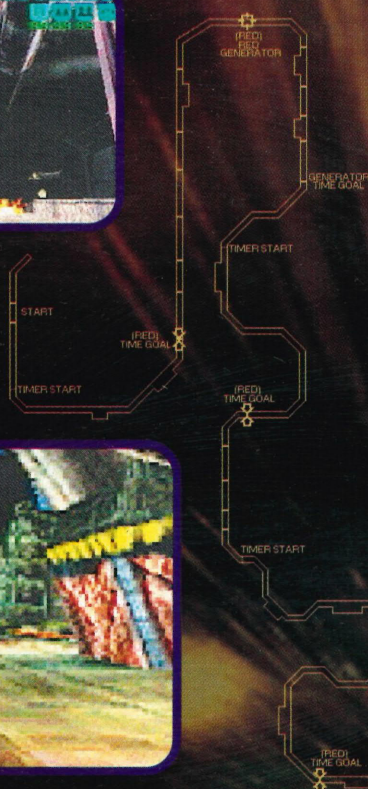 (RED)
RED
GENERATOR
GENERATOR
TIME GOAL
TIMER START
START
(RED)
TIME GOAL
TIMER START
(RED)
TIME GOAL
TIMER START
(RED)
TIME GOAL